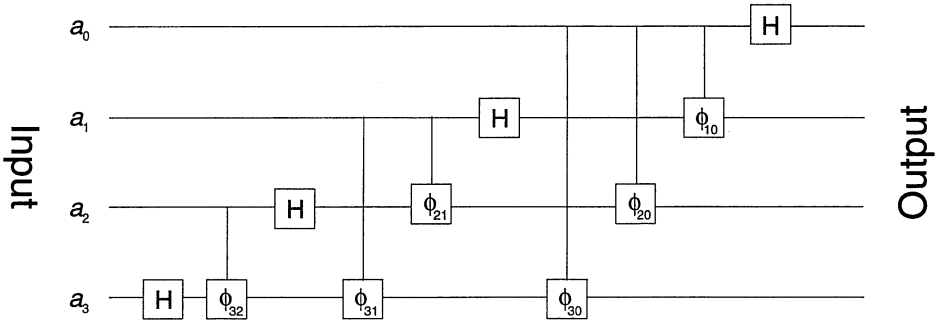 a₀ H
a₁ H ϕ₁₀
a₂ H ϕ₂₁ ϕ₂₀
a₃ H ϕ₃₂ ϕ₃₁ ϕ₃₀
Input
Output